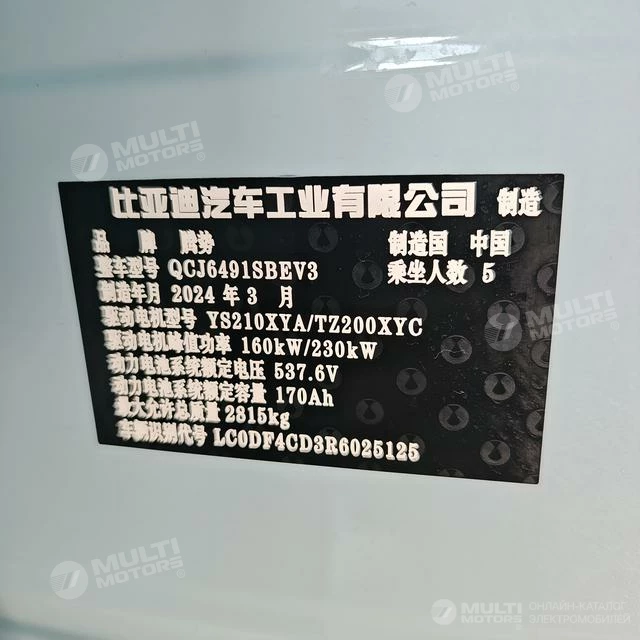 MULTI
MOTORS®
MULTI
MOTORS®
比亚迪汽车工业有限公司 制造
品 牌 腾势 制造国 中国
整车型号 QCJ6491SBEV3 乘坐人数 5
制造年月 2024 年 3 月
驱动电机型号 YS210XYA/TZ200XYC
驱动电机峰值功率 160kW/230kW
动力电池系统额定电压 537.6V
动力电池系统额定容量 170Ah
最大允许总质量 2815kg
车辆识别代号 LC0DF4CD3R6025125
MULTI
MOTORS®
MULTI
MOTORS®
MULTI
MOTORS
ОНЛАЙН-КАТАЛОГ
ЭЛЕКТРОМОБИЛЕЙ